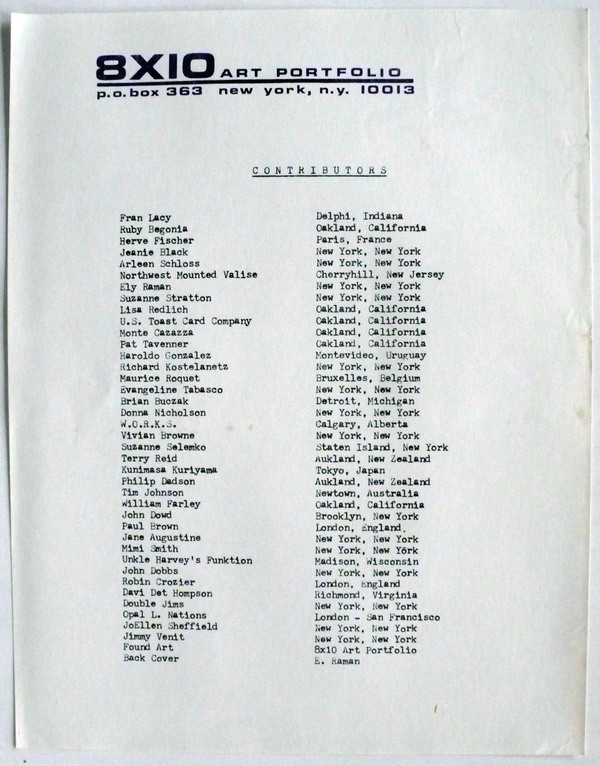 8X10 ART PORTFOLIO
p.o.box 363 new york, n.y. 10013
CONTRIBUTORS
Fran Lacy Delphi, Indiana
Ruby Begonia Oakland, California
Herve Fischer Paris, France
Jeanie Black New York, New York
Arleen Schloss New York, New York
Northwest Mounted Valise Cherryhill, New Jersey
Ely Raman New York, New York
Suzanne Stratton New York, New York
Lisa Redlich Oakland, California
U.S. Toast Card Company Oakland, California
Monte Cazazza Oakland, California
Pat Tavenner Oakland, California
Haroldo Gonzalez Montevideo, Uruguay
Richard Kostelanetz New York, New York
Maurice Roquet Bruxelles, Belgium
Evangeline Tabasco New York, New York
Brian Buczak Detroit, Michigan
Donna Nicholson New York, New York
W.O.R.K.S. Calgary, Alberta
Vivian Browne New York, New York
Suzanne Selemko Staten Island, New York
Terry Reid Aukland, New Zealand
Kunimasa Kuriyama Tokyo, Japan
Philip Dadson Aukland, New Zealand
Tim Johnson Newtown, Australia
William Farley Oakland, California
John Dowd Brooklyn, New York
Paul Brown London, England
Jane Augustine New York, New York
Mimi Smith New York, New York
Unkle Harvey's Funktion Madison, Wisconsin
John Dobbs New York, New York
Robin Crozier London, England
Davi Det Hompson Richmond, Virginia
Double Jims New York, New York
Opal L. Nations London - San Francisco
JoEllen Sheffield New York, New York
Jimmy Venit New York, New York
Found Art 8x10 Art Portfolio
Back Cover E. Raman